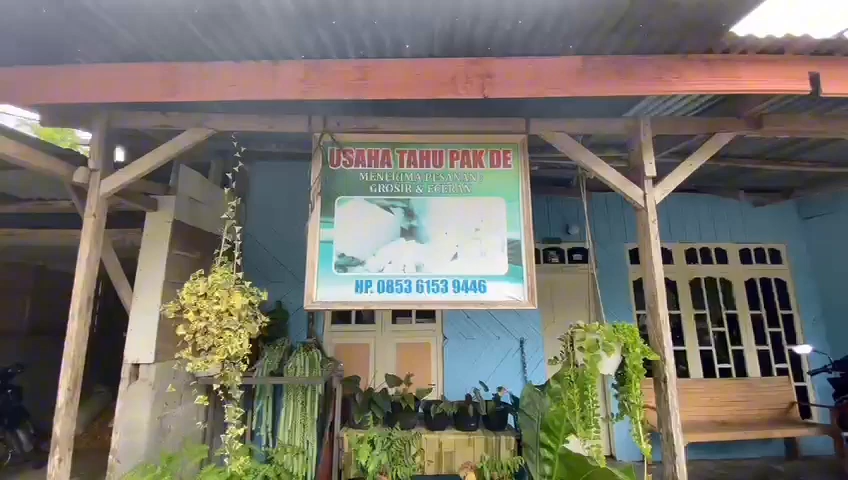 USAHA TAHU PAK DE
MENERIMA PESANAN
GROSIR & ECERAN
HP. 0853 6153 9446